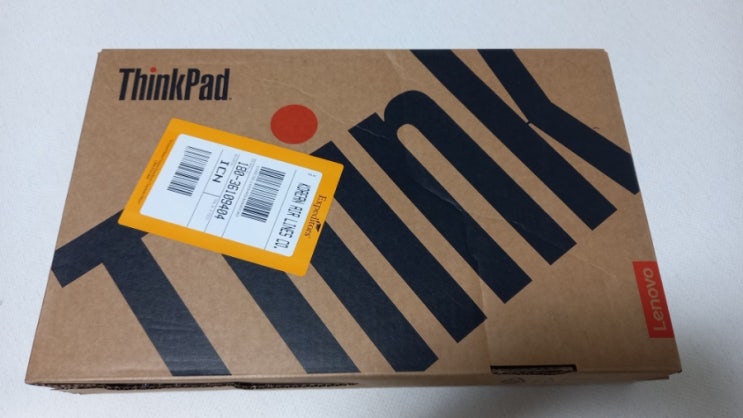 ThinkPad
Think
Expeditors
KOREAN AIR LINES CO.
180-36109404
ICN
Lenovo